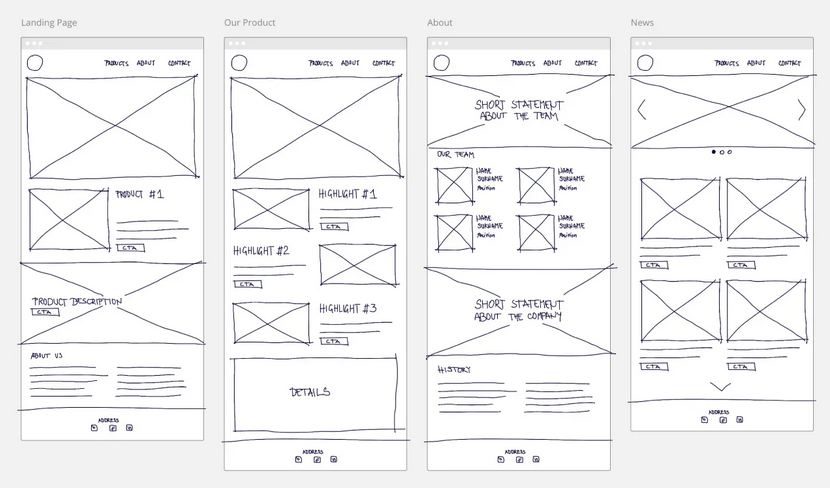 Landing Page
PRODUCTS ABOUT CONTACT
PRODUCT #1
CTA
PRODUCT DESCRIPTION
CTA
ABOUT US
ADDRESS
Our Product
PRODUCTS ABOUT CONTACT
HIGHLIGHT #1
CTA
HIGHLIGHT #2
CTA
HIGHLIGHT #3
CTA
DETAILS
ADDRESS
About
PRODUCTS ABOUT CONTACT
SHORT STATEMENT
ABOUT THE TEAM
OUR TEAM
NAME
SURNAME
Position
NAME
SURNAME
Position
NAME
SURNAME
Position
NAME
SURNAME
Position
SHORT STATEMENT
ABOUT THE COMPANY
HISTORY
ADDRESS
News
PRODUCTS ABOUT CONTACT
CTA
CTA
CTA
CTA
ADDRESS